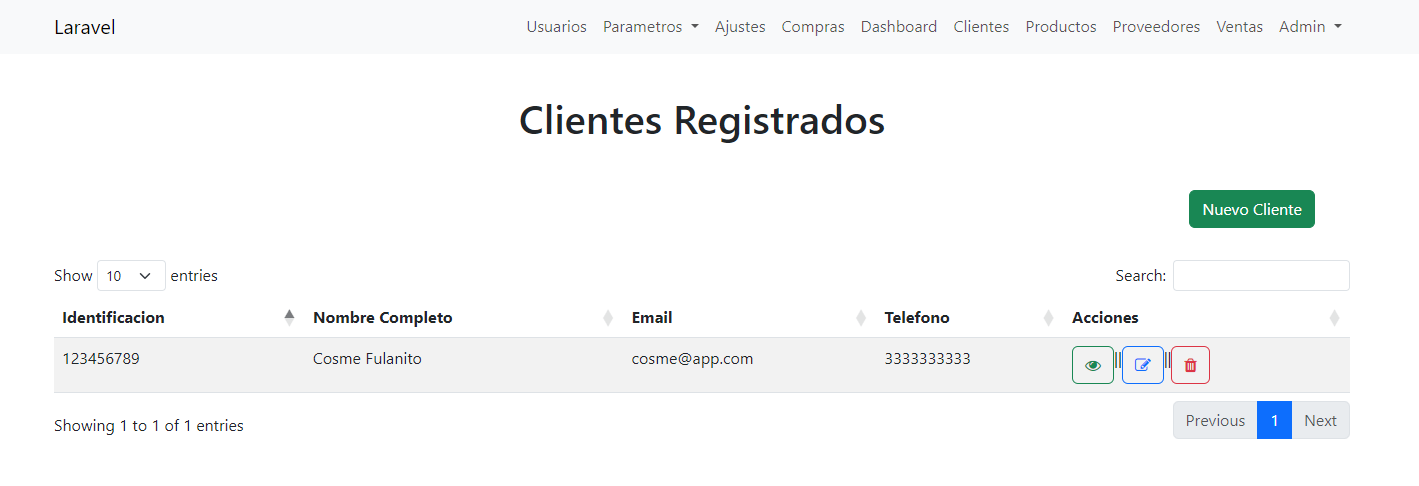 Laravel Usuarios Parametros Ajustes Compras Dashboard Clientes Productos Proveedores Ventas Admin
Clientes Registrados
Nuevo Cliente
Show 10 entries Search:
Identificacion Nombre Completo Email Telefono Acciones
123456789 Cosme Fulanito cosme@app.com 3333333333 || ||
Showing 1 to 1 of 1 entries Previous 1 Next